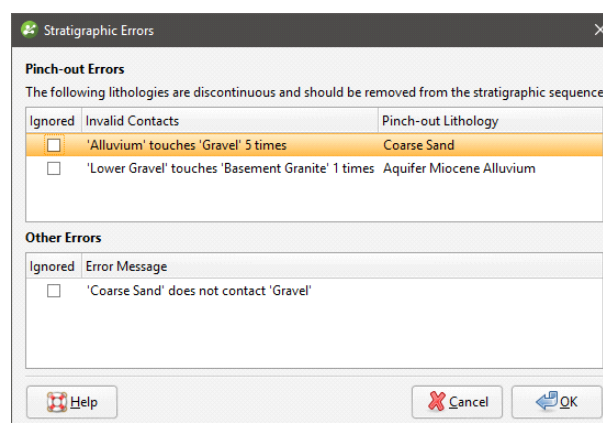 Stratigraphic Errors
Pinch-out Errors
The following lithologies are discontinuous and should be removed from the stratigraphic sequence
Ignored Invalid Contacts Pinch-out Lithology
'Alluvium' touches 'Gravel' 5 times Coarse Sand
'Lower Gravel' touches 'Basement Granite' 1 times Aquifer Miocene Alluvium
Other Errors
Ignored Error Message
'Coarse Sand' does not contact 'Gravel'
Help Cancel OK